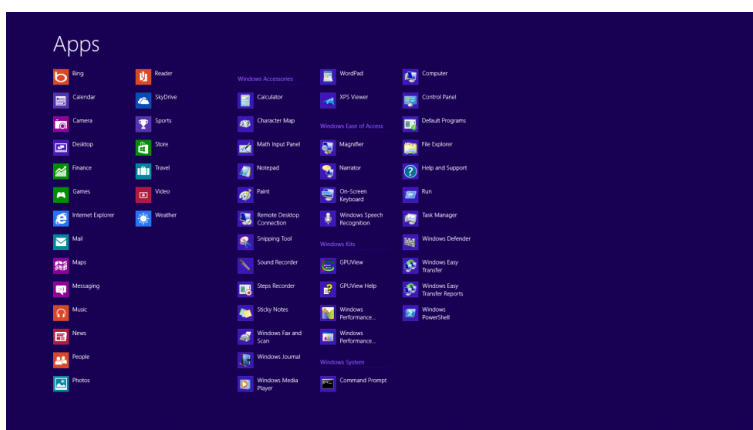 Apps
Bing
Calendar
Camera
Desktop
Finance
Games
Internet Explorer
Mail
Maps
Messaging
Music
News
People
Photos
Reader
SkyDrive
Sports
Store
Travel
Video
Weather
Windows Accessories
Calculator
Character Map
Math Input Panel
Notepad
Paint
Remote Desktop
Connection
Snipping Tool
Sound Recorder
Steps Recorder
Sticky Notes
Windows Fax and
Scan
Windows Journal
Windows Media
Player
WordPad
XPS Viewer
Windows Ease of Access
Magnifier
Narrator
On-Screen
Keyboard
Windows Speech
Recognition
Windows Kits
GPUView
GPUView Help
Windows
Performance...
Windows
Performance...
Windows System
Command Prompt
Computer
Control Panel
Default Programs
File Explorer
Help and Support
Run
Task Manager
Windows Defender
Windows Easy
Transfer
Windows Easy
Transfer Reports
Windows
PowerShell